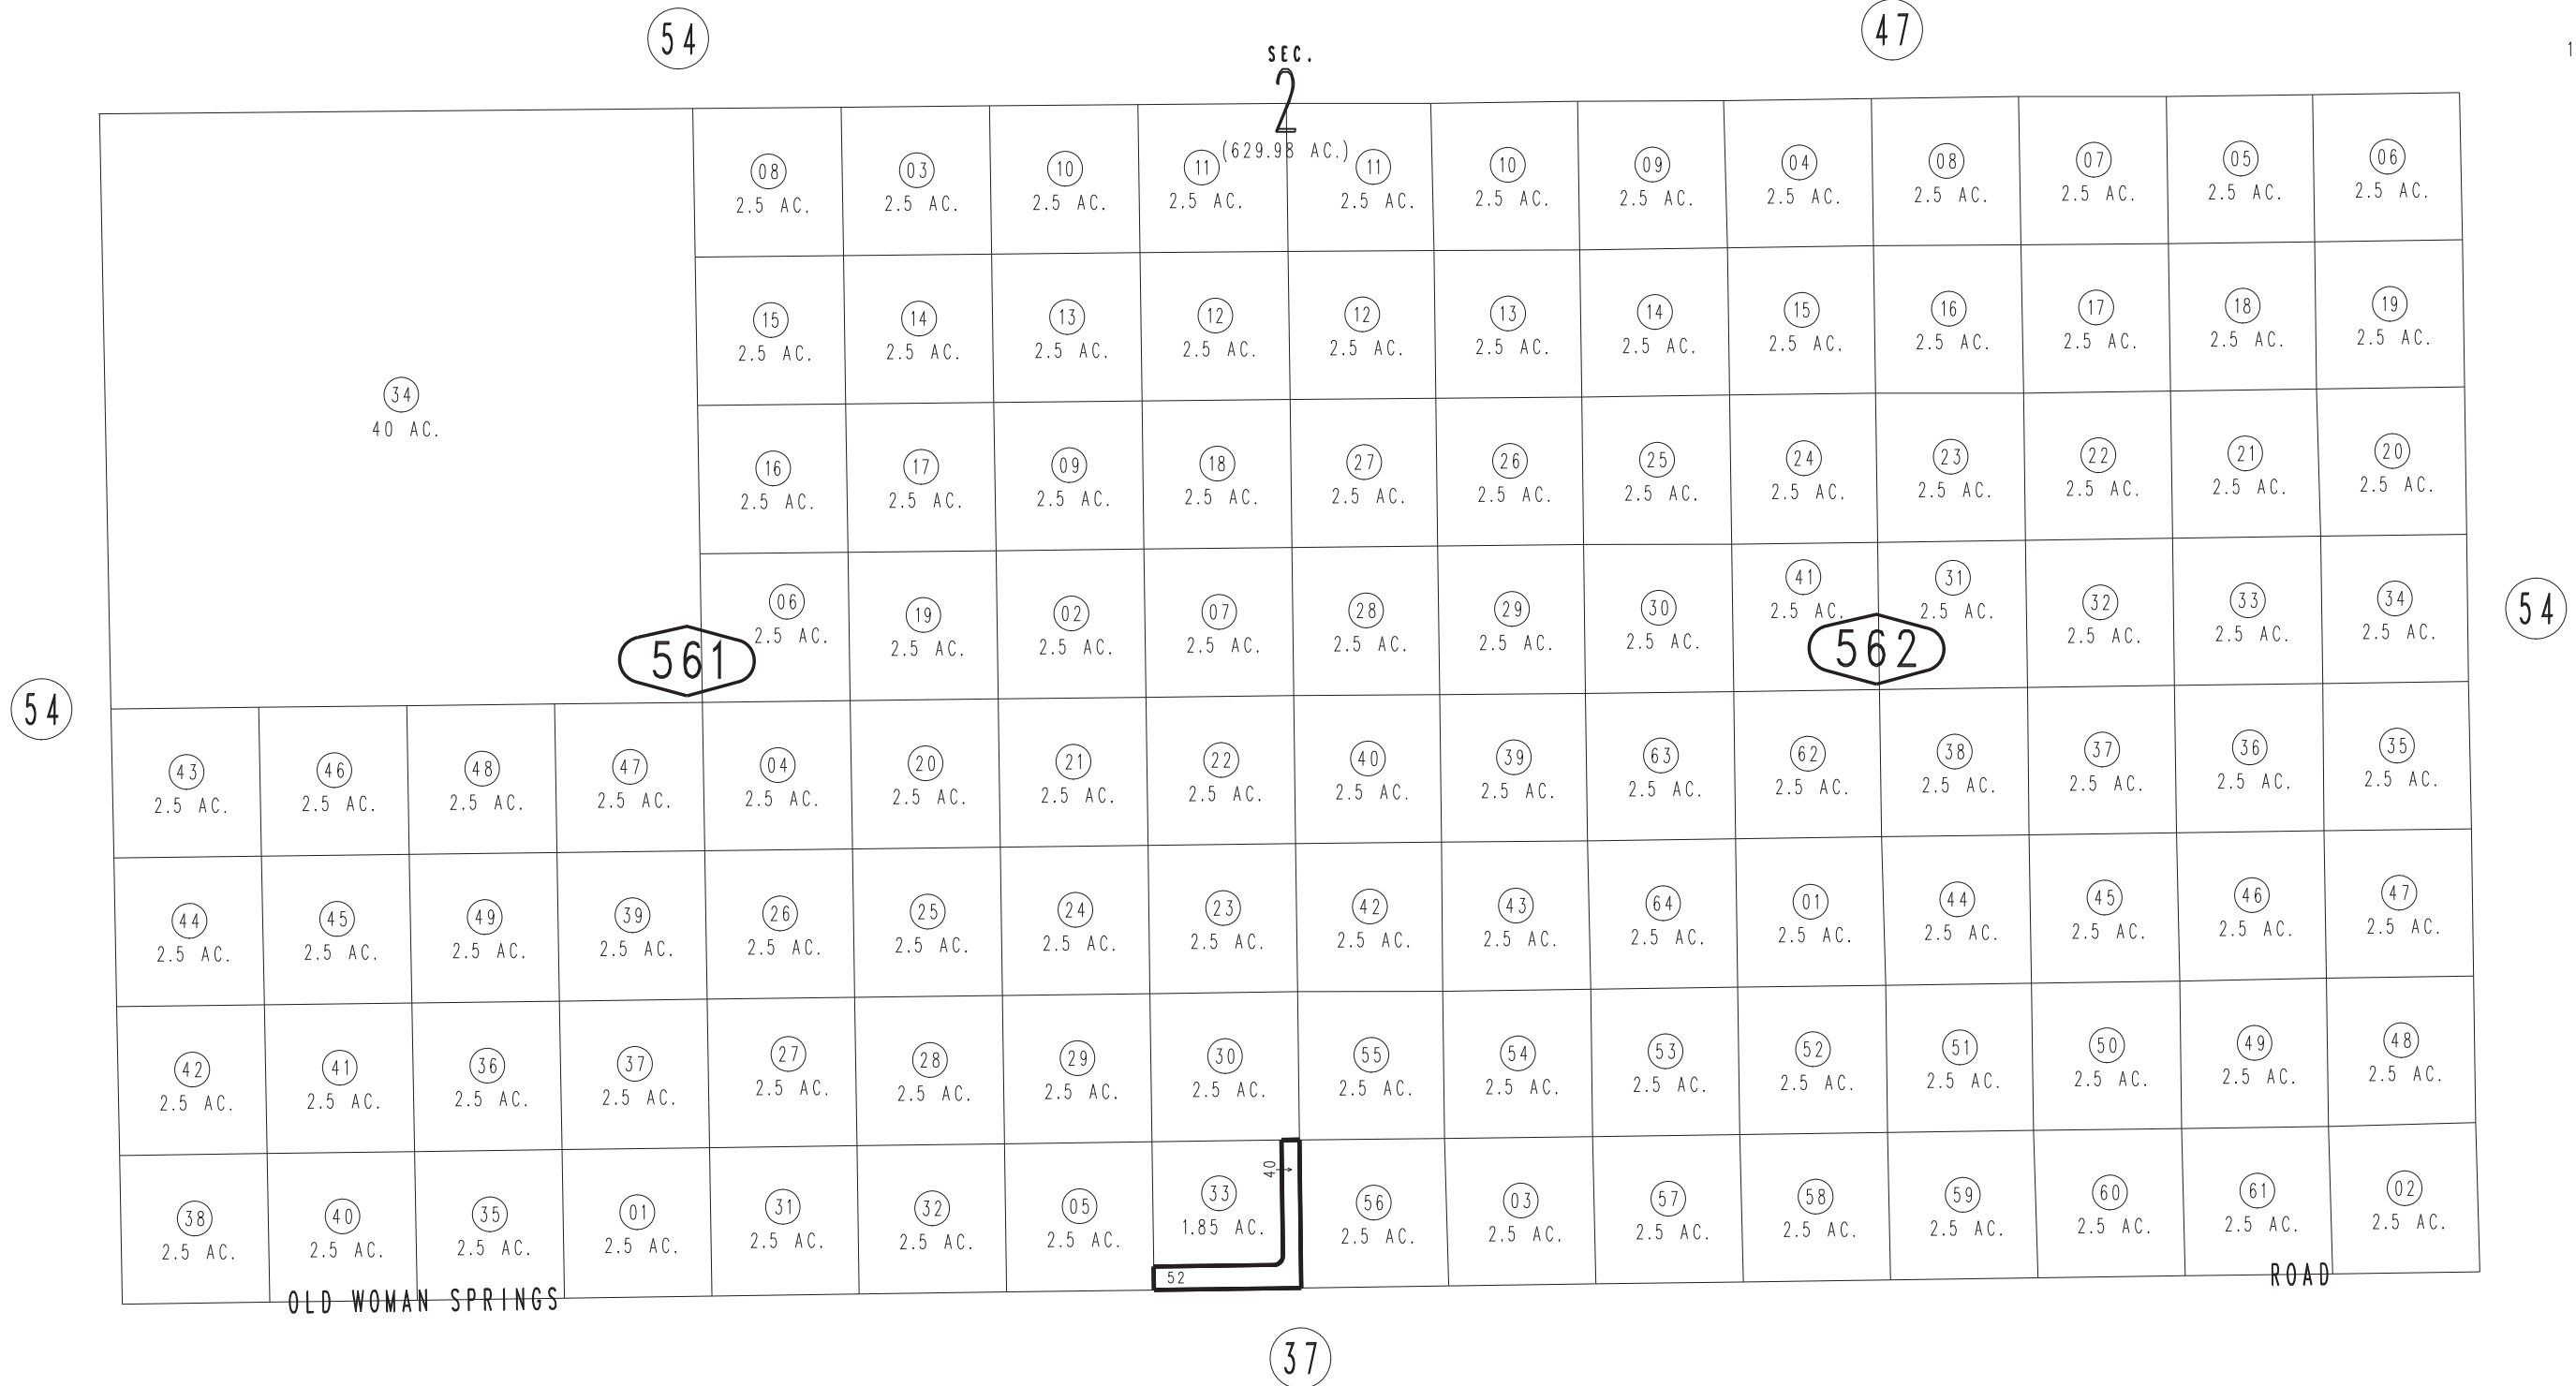 54
47
1
SEC.
2
(629.98 AC.)
08 03 10 11 11 10 09 04 08 07 05 06
2.5 AC. 2.5 AC. 2.5 AC. 2.5 AC. 2.5 AC. 2.5 AC. 2.5 AC. 2.5 AC. 2.5 AC. 2.5 AC. 2.5 AC. 2.5 AC.
15 14 13 12 12 13 14 15 16 17 18 19
2.5 AC. 2.5 AC. 2.5 AC. 2.5 AC. 2.5 AC. 2.5 AC. 2.5 AC. 2.5 AC. 2.5 AC. 2.5 AC. 2.5 AC. 2.5 AC.
34
40 AC.
16 17 09 18 27 26 25 24 23 22 21 20
2.5 AC. 2.5 AC. 2.5 AC. 2.5 AC. 2.5 AC. 2.5 AC. 2.5 AC. 2.5 AC. 2.5 AC. 2.5 AC. 2.5 AC. 2.5 AC.
06 19 02 07 28 29 30 41 31 32 33 34
2.5 AC. 2.5 AC. 2.5 AC. 2.5 AC. 2.5 AC. 2.5 AC. 2.5 AC. 2.5 AC. 2.5 AC. 2.5 AC. 2.5 AC. 2.5 AC.
561
562
54
54
43 46 48 47 04 20 21 22 40 39 63 62 38 37 36 35
2.5 AC. 2.5 AC. 2.5 AC. 2.5 AC. 2.5 AC. 2.5 AC. 2.5 AC. 2.5 AC. 2.5 AC. 2.5 AC. 2.5 AC. 2.5 AC. 2.5 AC. 2.5 AC. 2.5 AC. 2.5 AC.
44 45 49 39 26 25 24 23 42 43 64 01 44 45 46 47
2.5 AC. 2.5 AC. 2.5 AC. 2.5 AC. 2.5 AC. 2.5 AC. 2.5 AC. 2.5 AC. 2.5 AC. 2.5 AC. 2.5 AC. 2.5 AC. 2.5 AC. 2.5 AC. 2.5 AC. 2.5 AC.
42 41 36 37 27 28 29 30 55 54 53 52 51 50 49 48
2.5 AC. 2.5 AC. 2.5 AC. 2.5 AC. 2.5 AC. 2.5 AC. 2.5 AC. 2.5 AC. 2.5 AC. 2.5 AC. 2.5 AC. 2.5 AC. 2.5 AC. 2.5 AC. 2.5 AC. 2.5 AC.
40
38 40 35 01 31 32 05 33 56 03 57 58 59 60 61 02
2.5 AC. 2.5 AC. 2.5 AC. 2.5 AC. 2.5 AC. 2.5 AC. 2.5 AC. 1.85 AC. 2.5 AC. 2.5 AC. 2.5 AC. 2.5 AC. 2.5 AC. 2.5 AC. 2.5 AC. 2.5 AC.
52
OLD WOMAN SPRINGS ROAD
37